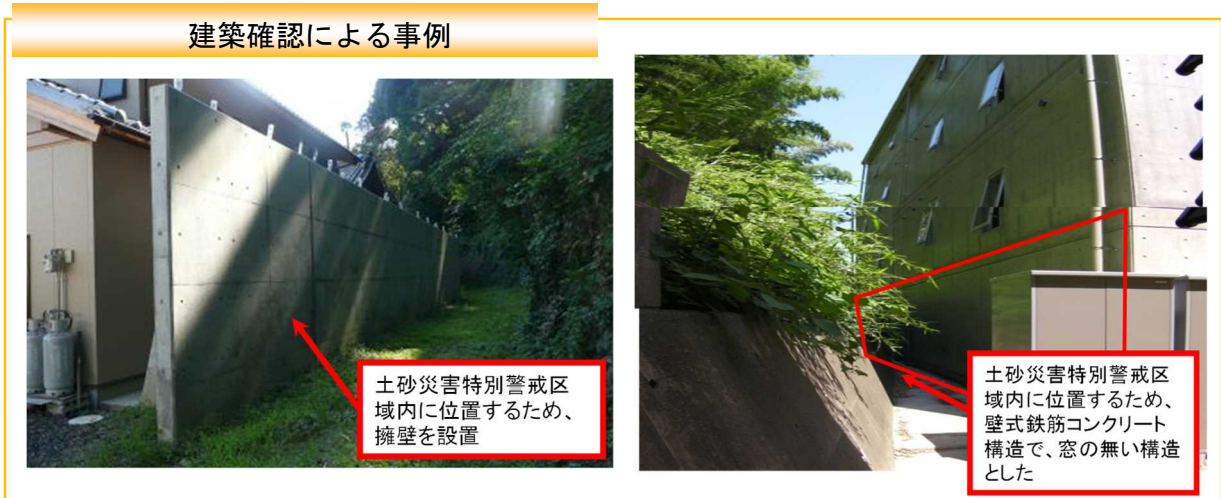 建築確認による事例
土砂災害特別警戒区
域内に位置するため、
擁壁を設置
土砂災害特別警戒区
域内に位置するため、
壁式鉄筋コンクリート
構造で、窓の無い構造
とした